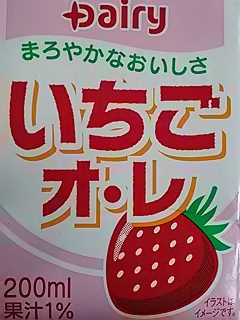 Dairy
まろやかなおいしさ
いちご
オ・レ
200ml
果汁1%
イラストは
イメージです。